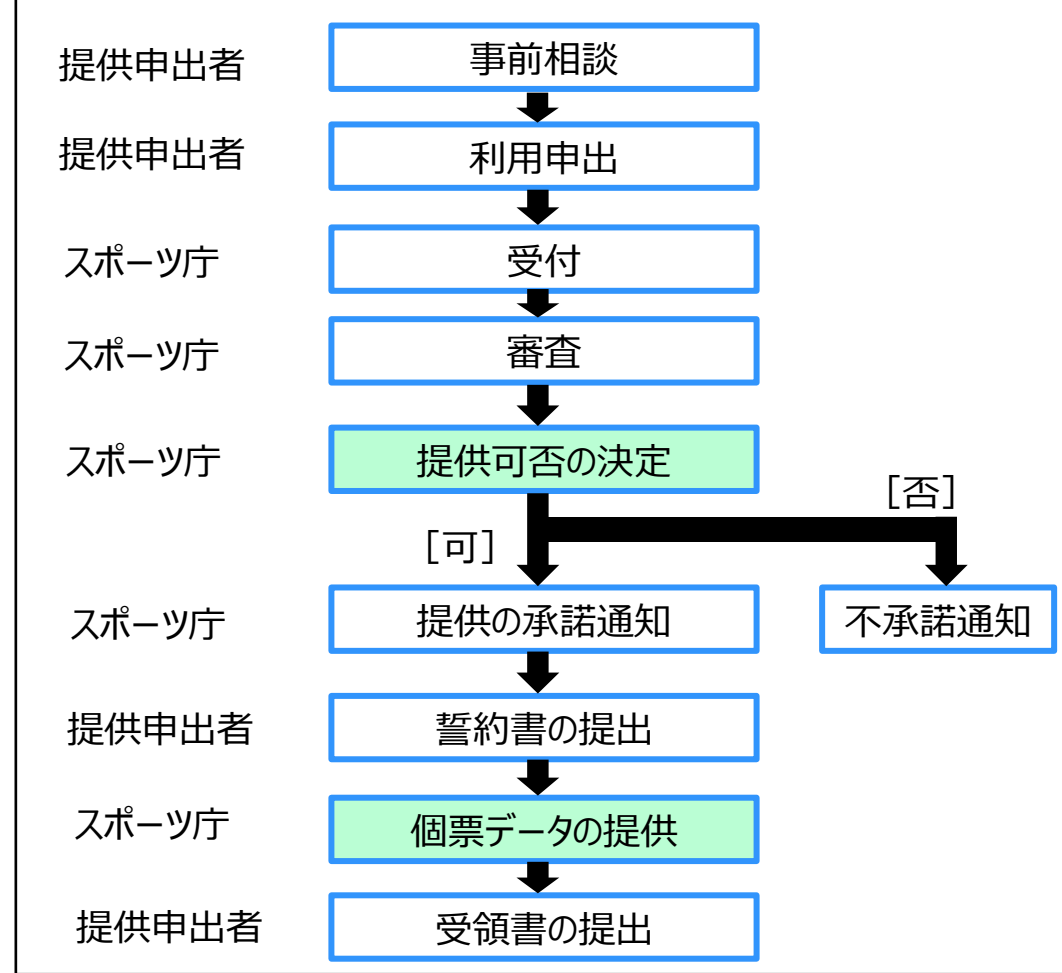 提供申出者
事前相談
提供申出者
利用申出
スポーツ庁
受付
スポーツ庁
審査
スポーツ庁
提供可否の決定
［否］
［可］
スポーツ庁
提供の承諾通知
不承諾通知
提供申出者
誓約書の提出
スポーツ庁
個票データの提供
提供申出者
受領書の提出